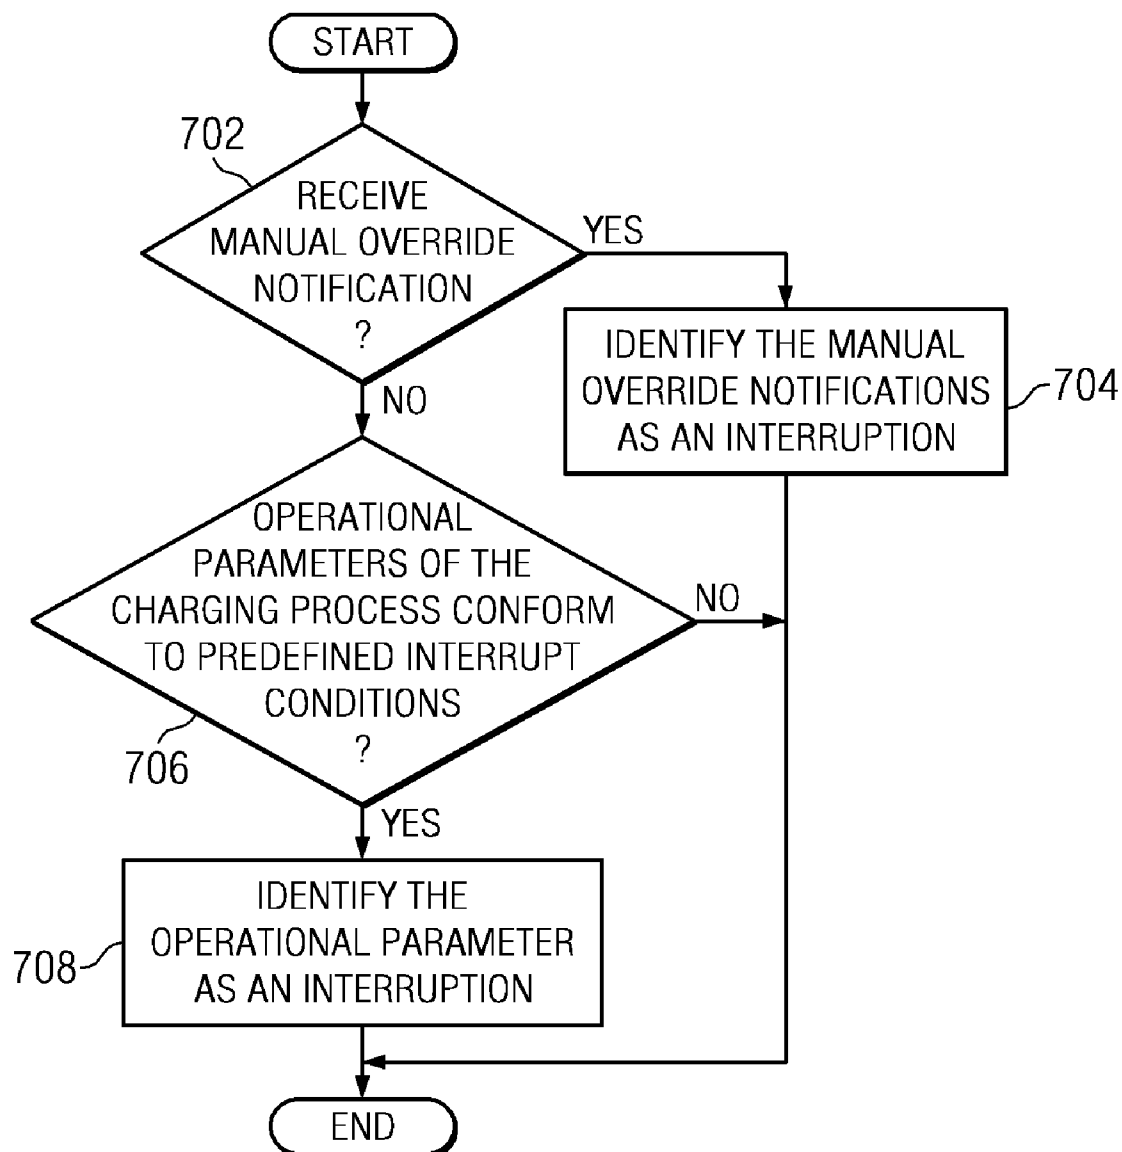 START
702
RECEIVE
MANUAL OVERRIDE
NOTIFICATION
?
YES
IDENTIFY THE MANUAL
OVERRIDE NOTIFICATIONS
AS AN INTERRUPTION
704
NO
OPERATIONAL
PARAMETERS OF THE
CHARGING PROCESS CONFORM
TO PREDEFINED INTERRUPT
CONDITIONS
?
NO
706
YES
IDENTIFY THE
OPERATIONAL PARAMETER
AS AN INTERRUPTION
708
END